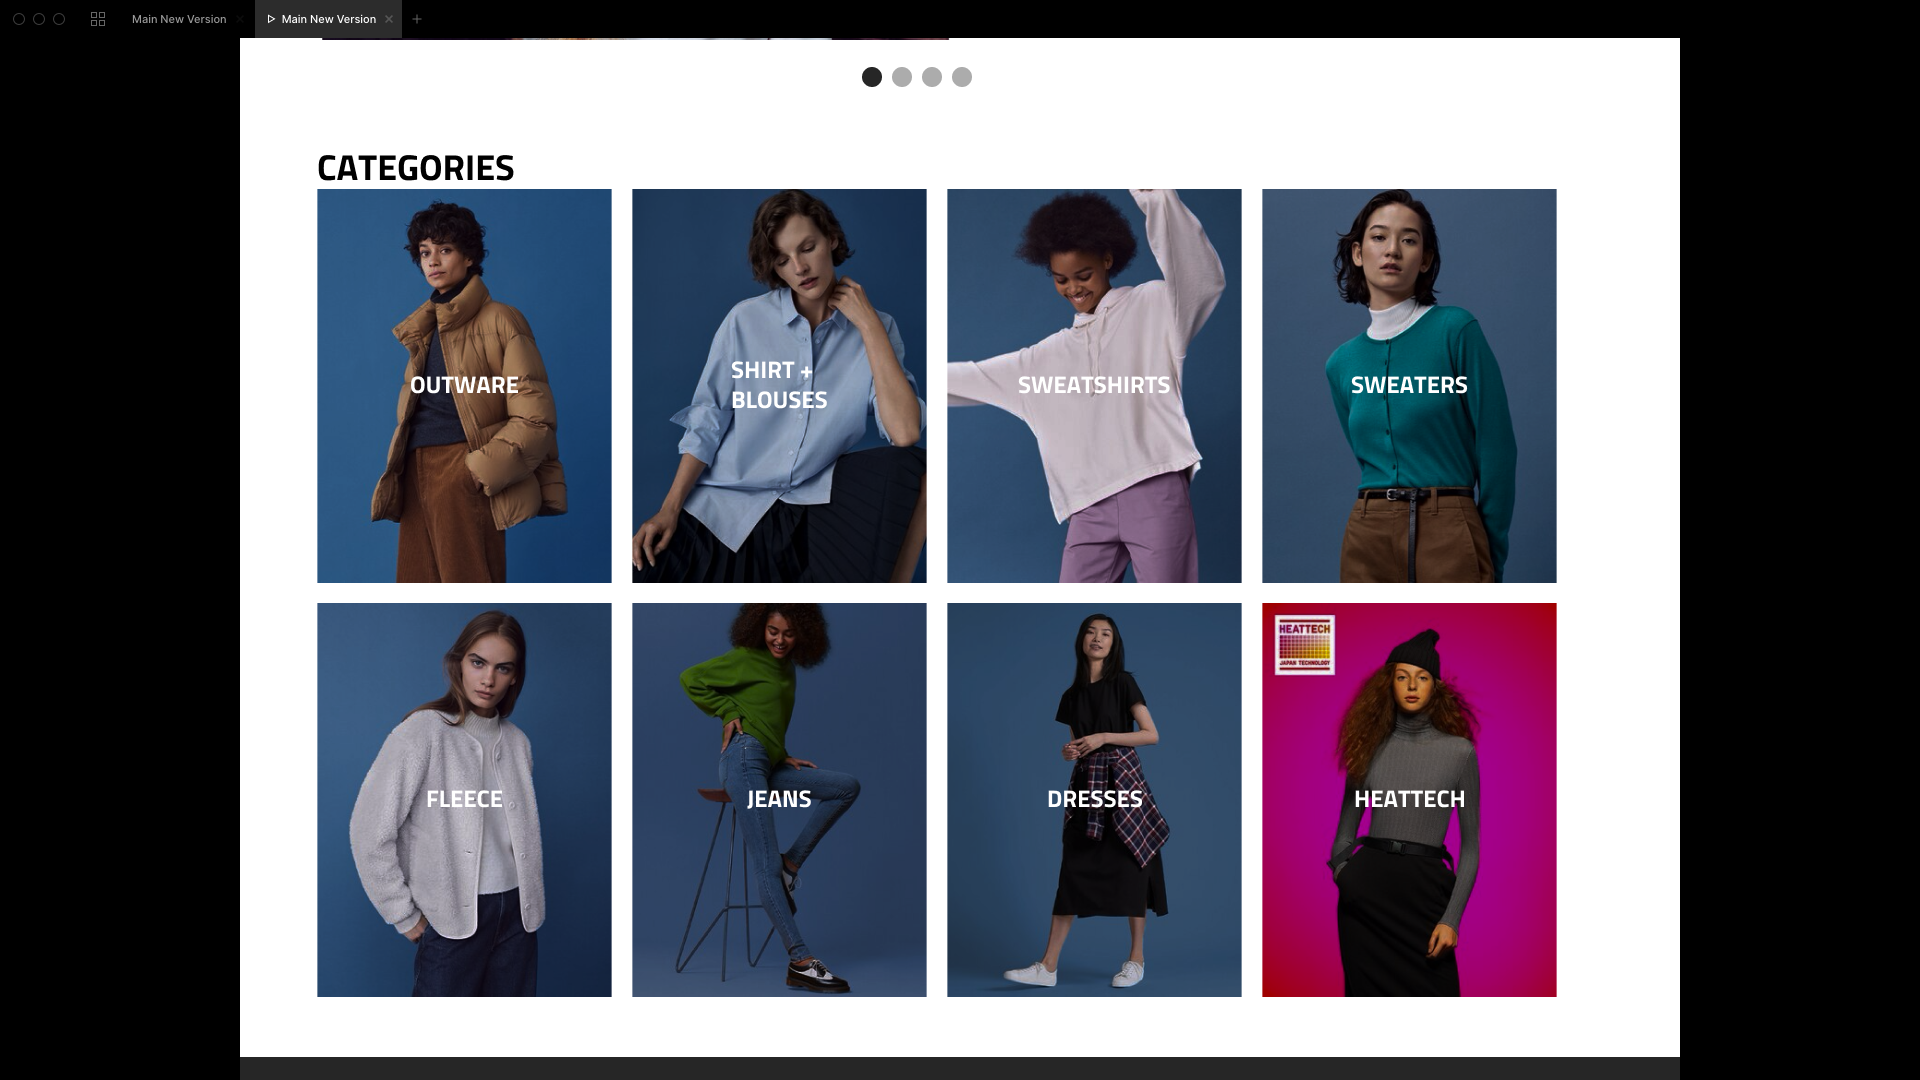 Main New Version
Main New Version
CATEGORIES
OUTWARE
SHIRT +
BLOUSES
SWEATSHIRTS
SWEATERS
FLEECE
JEANS
DRESSES
HEATTECH
JAPAN TECHNOLOGY
HEATTECH